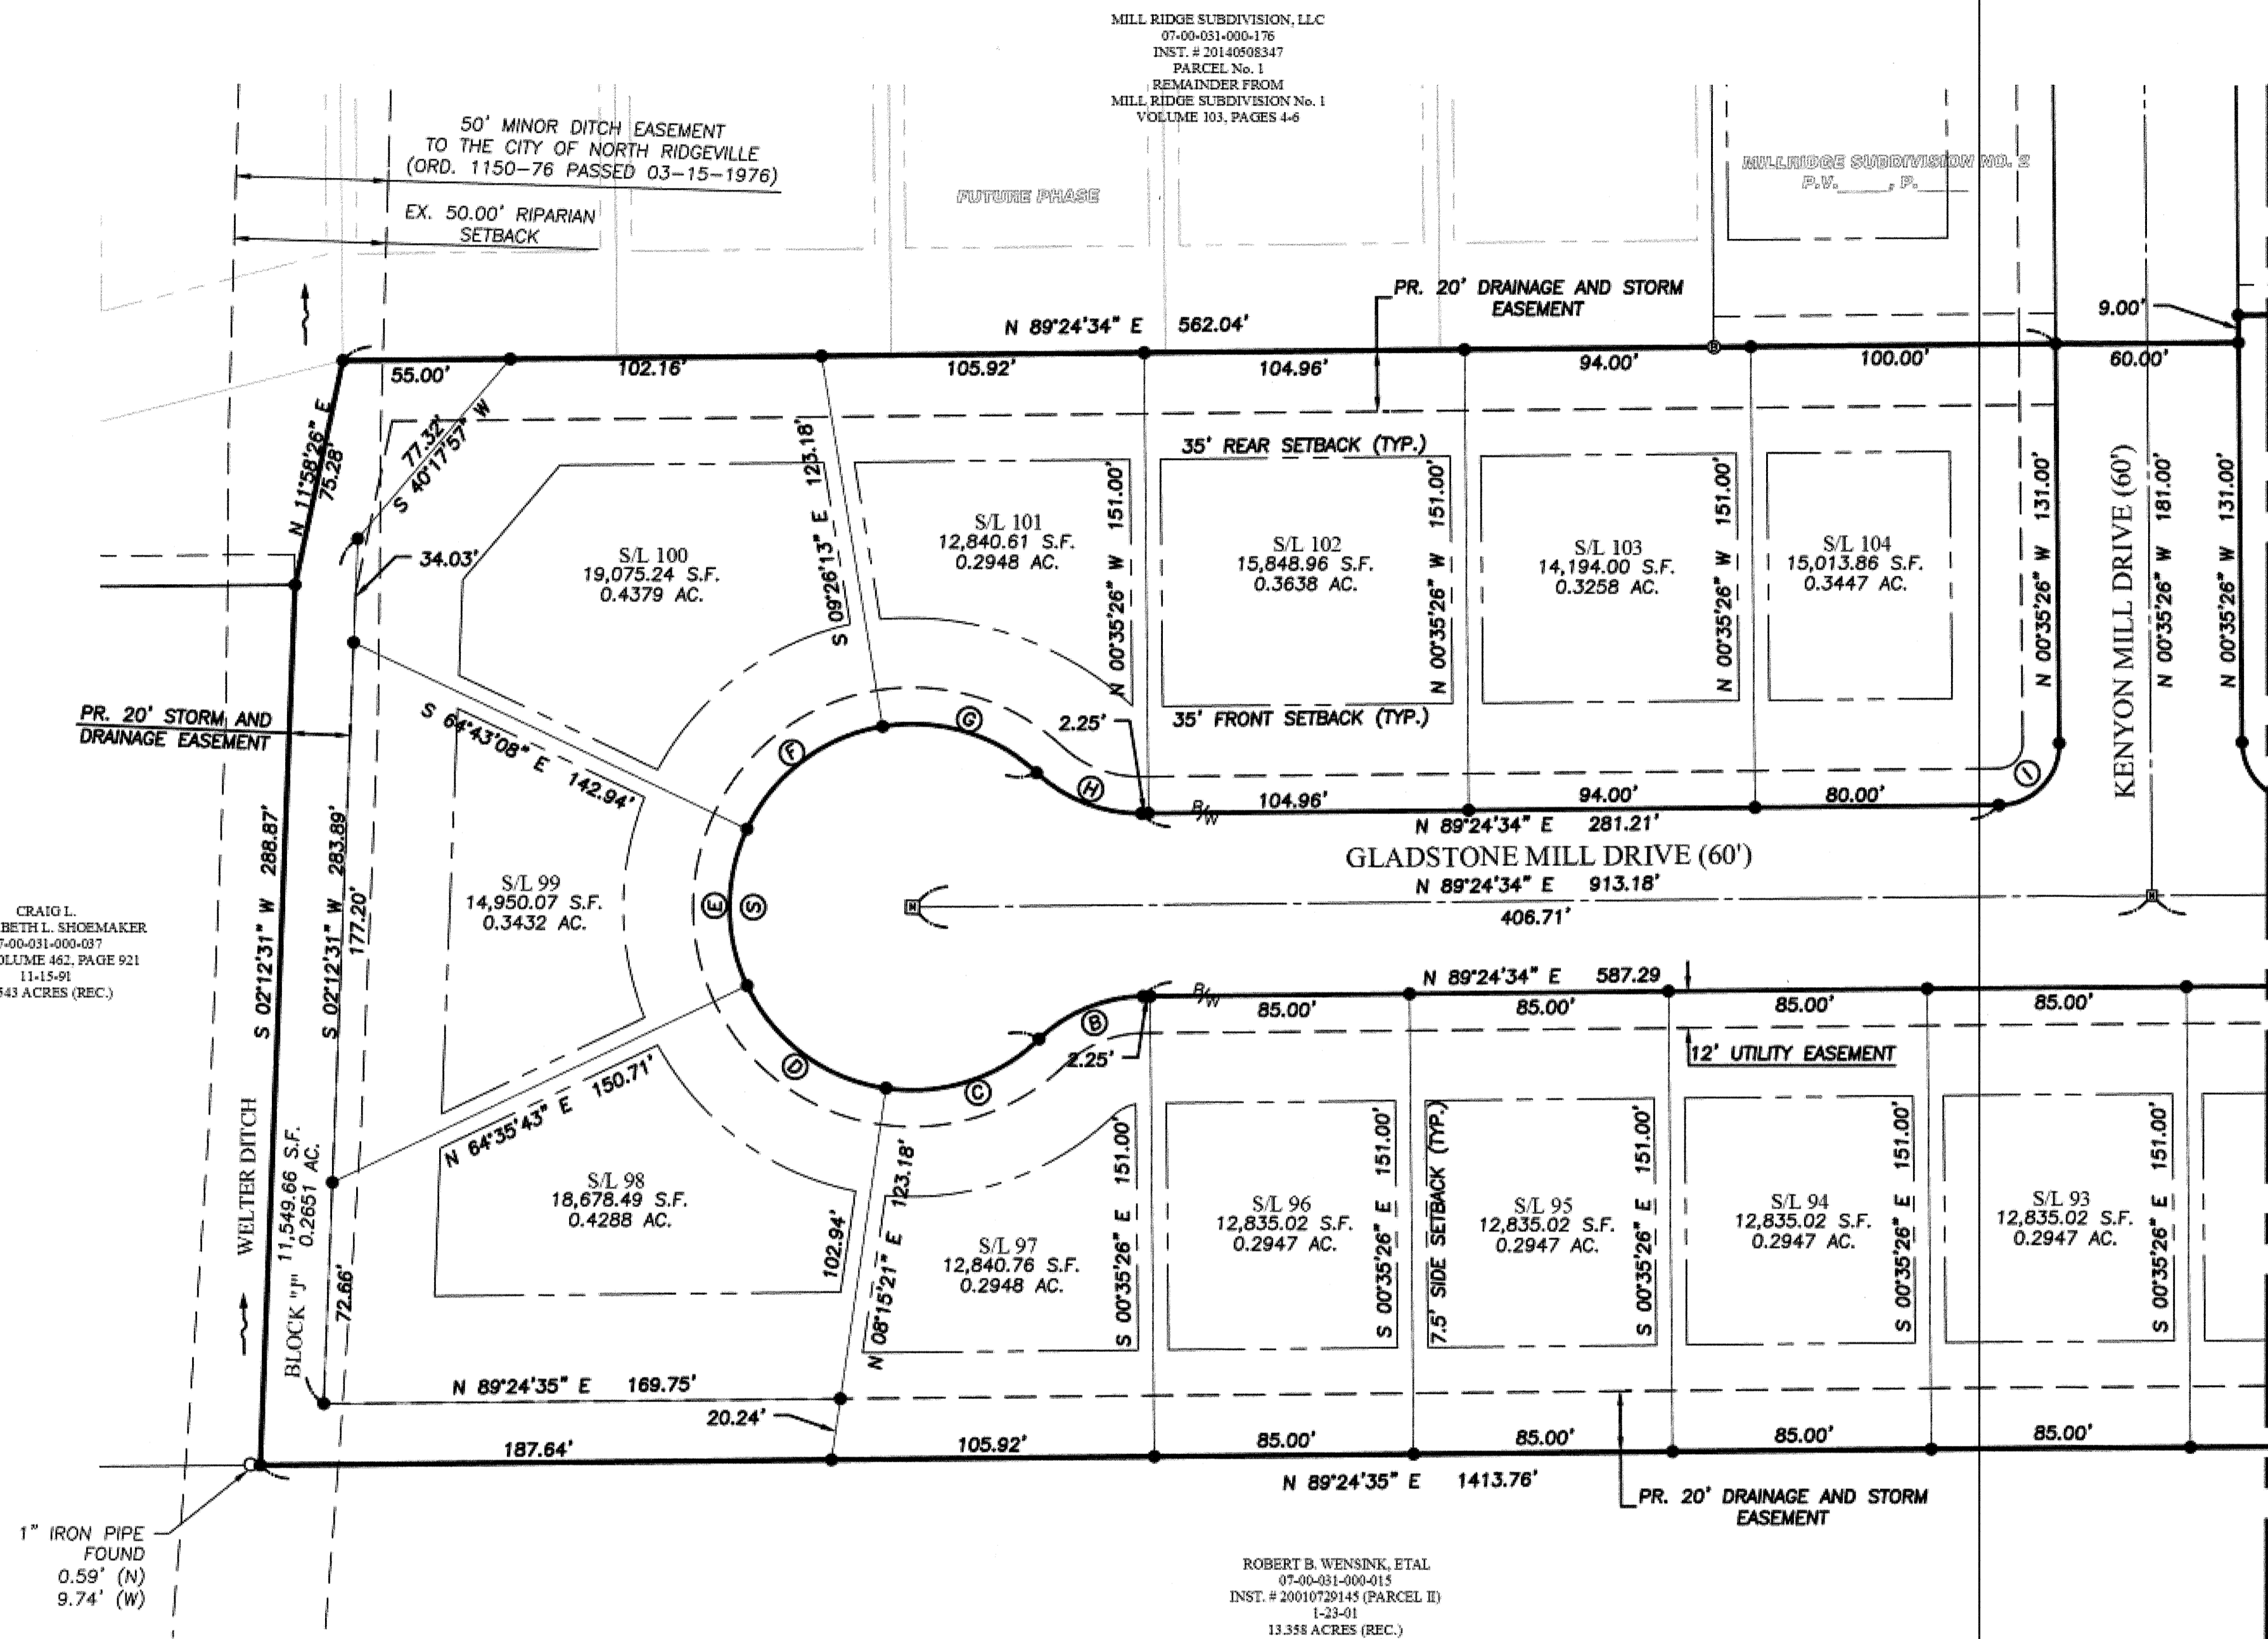 MILL RIDGE SUBDIVISION, LLC
07-00-031-000-176
INST. # 20140508347
PARCEL No. 1
REMAINDER FROM
MILL RIDGE SUBDIVISION No. 1
VOLUME 103, PAGES 4-6
50' MINOR DITCH EASEMENT
TO THE CITY OF NORTH RIDGEVILLE
(ORD. 1150-76 PASSED 03-15-1976)
EX. 50.00' RIPARIAN
SETBACK
FUTURE PHASE
MILLRIDGE SUBDIVISION NO. 2
P.V.____, P.____
PR. 20' DRAINAGE AND STORM
EASEMENT
9.00'
N 89°24'34" E 562.04'
55.00'
102.16'
105.92'
104.96'
94.00'
100.00'
60.00'
B
N 11°58'26" E
75.28'
77.32'
S 40°17'57" W
34.03'
35' REAR SETBACK (TYP.)
S/L 100
19,075.24 S.F.
0.4379 AC.
S 09°26'13" E 123.18'
S/L 101
12,840.61 S.F.
0.2948 AC.
N 00°35'26" W 151.00'
S/L 102
15,848.96 S.F.
0.3638 AC.
N 00°35'26" W 151.00'
S/L 103
14,194.00 S.F.
0.3258 AC.
N 00°35'26" W 151.00'
S/L 104
15,013.86 S.F.
0.3447 AC.
N 00°35'26" W 131.00'
KENYON MILL DRIVE (60')
N 00°35'26" W 181.00'
N 00°35'26" W 131.00'
PR. 20' STORM AND
DRAINAGE EASEMENT
S 64°43'08" E 142.94'
F
G
H
I
2.25'
35' FRONT SETBACK (TYP.)
R/W
104.96'
94.00'
80.00'
N 89°24'34" E 281.21'
GLADSTONE MILL DRIVE (60')
N 89°24'34" E 913.18'
406.71'
M
M
S 02°12'31" W 288.87'
S 02°12'31" W 283.89'
177.20'
S/L 99
14,950.07 S.F.
0.3432 AC.
E
S
CRAIG L.
BETH L. SHOEMAKER
7-00-031-000-037
OLUME 462, PAGE 921
11-15-91
543 ACRES (REC.)
N 89°24'34" E 587.29
R/W
85.00'
85.00'
85.00'
85.00'
B
C
D
2.25'
12' UTILITY EASEMENT
N 64°35'43" E 150.71'
WELTER DITCH
BLOCK "J" 11,549.66 S.F.
0.2651 AC.
72.66'
S/L 98
18,678.49 S.F.
0.4288 AC.
102.94'
N 08°15'21" E 123.18'
S/L 97
12,840.76 S.F.
0.2948 AC.
S 00°35'26" E 151.00'
S/L 96
12,835.02 S.F.
0.2947 AC.
S 00°35'26" E 151.00'
7.5' SIDE SETBACK (TYP.)
S/L 95
12,835.02 S.F.
0.2947 AC.
S 00°35'26" E 151.00'
S/L 94
12,835.02 S.F.
0.2947 AC.
S 00°35'26" E 151.00'
S/L 93
12,835.02 S.F.
0.2947 AC.
S 00°35'26" E 151.00'
N 89°24'35" E 169.75'
20.24'
187.64'
105.92'
85.00'
85.00'
85.00'
85.00'
N 89°24'35" E 1413.76'
PR. 20' DRAINAGE AND STORM
EASEMENT
1" IRON PIPE
FOUND
0.59' (N)
9.74' (W)
ROBERT B. WENSINK, ETAL
07-00-031-000-015
INST. # 20010729145 (PARCEL II)
1-23-01
13.358 ACRES (REC.)